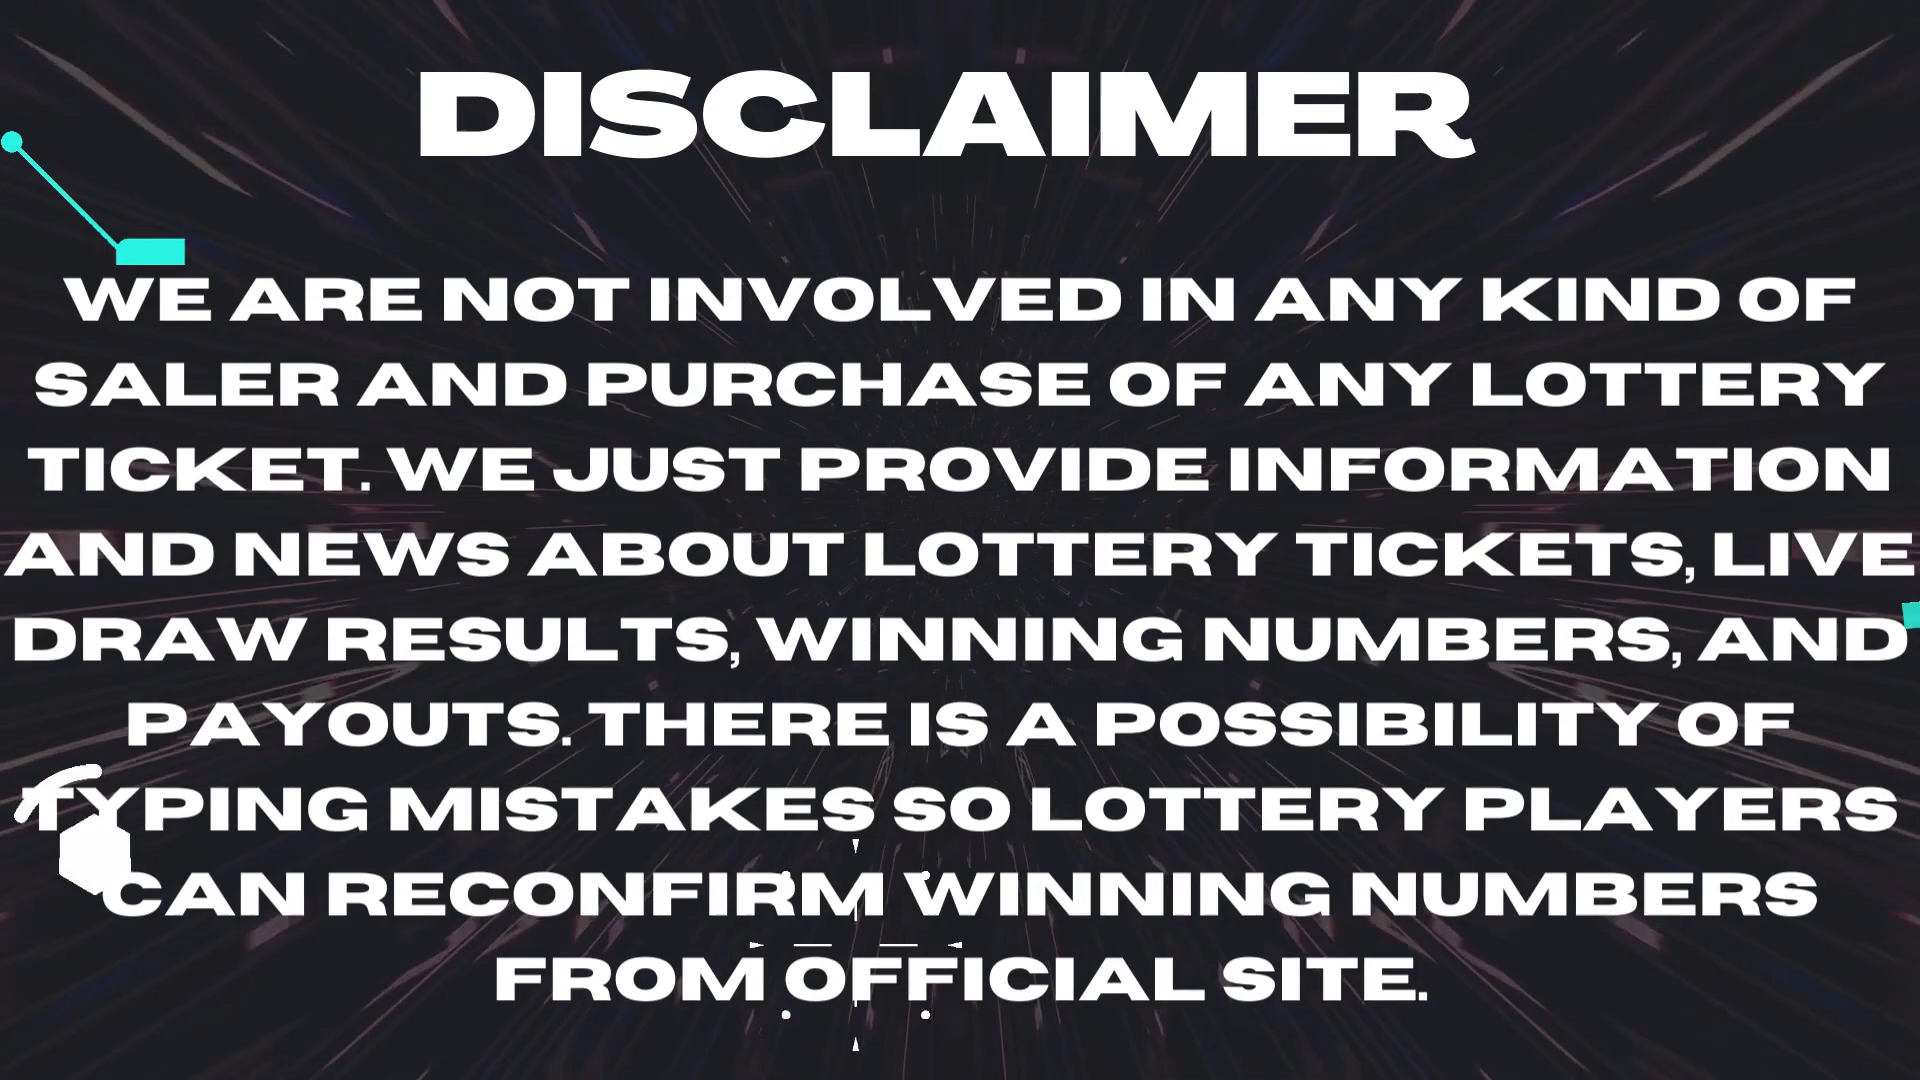 DISCLAIMER
WE ARE NOT INVOLVED IN ANY KIND OF
SALER AND PURCHASE OF ANY LOTTERY
TICKET. WE JUST PROVIDE INFORMATION
AND NEWS ABOUT LOTTERY TICKETS, LIVE
DRAW RESULTS, WINNING NUMBERS, AND
PAYOUTS. THERE IS A POSSIBILITY OF
TYPING MISTAKES SO LOTTERY PLAYERS
CAN RECONFIRM WINNING NUMBERS
FROM OFFICIAL SITE.